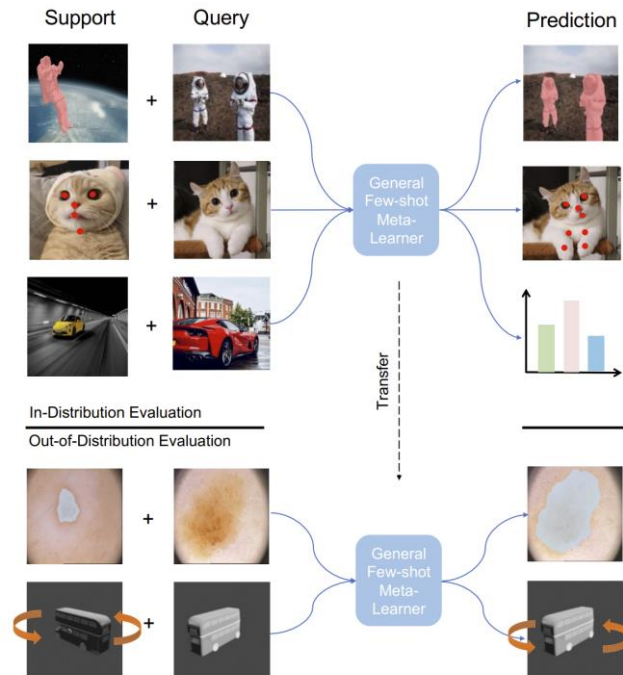 Support
Query
Prediction
+
General
Few-shot
Meta-
Learner
+
+
Transfer
In-Distribution Evaluation
Out-of-Distribution Evaluation
+
General
Few-shot
Meta-
Learner
+